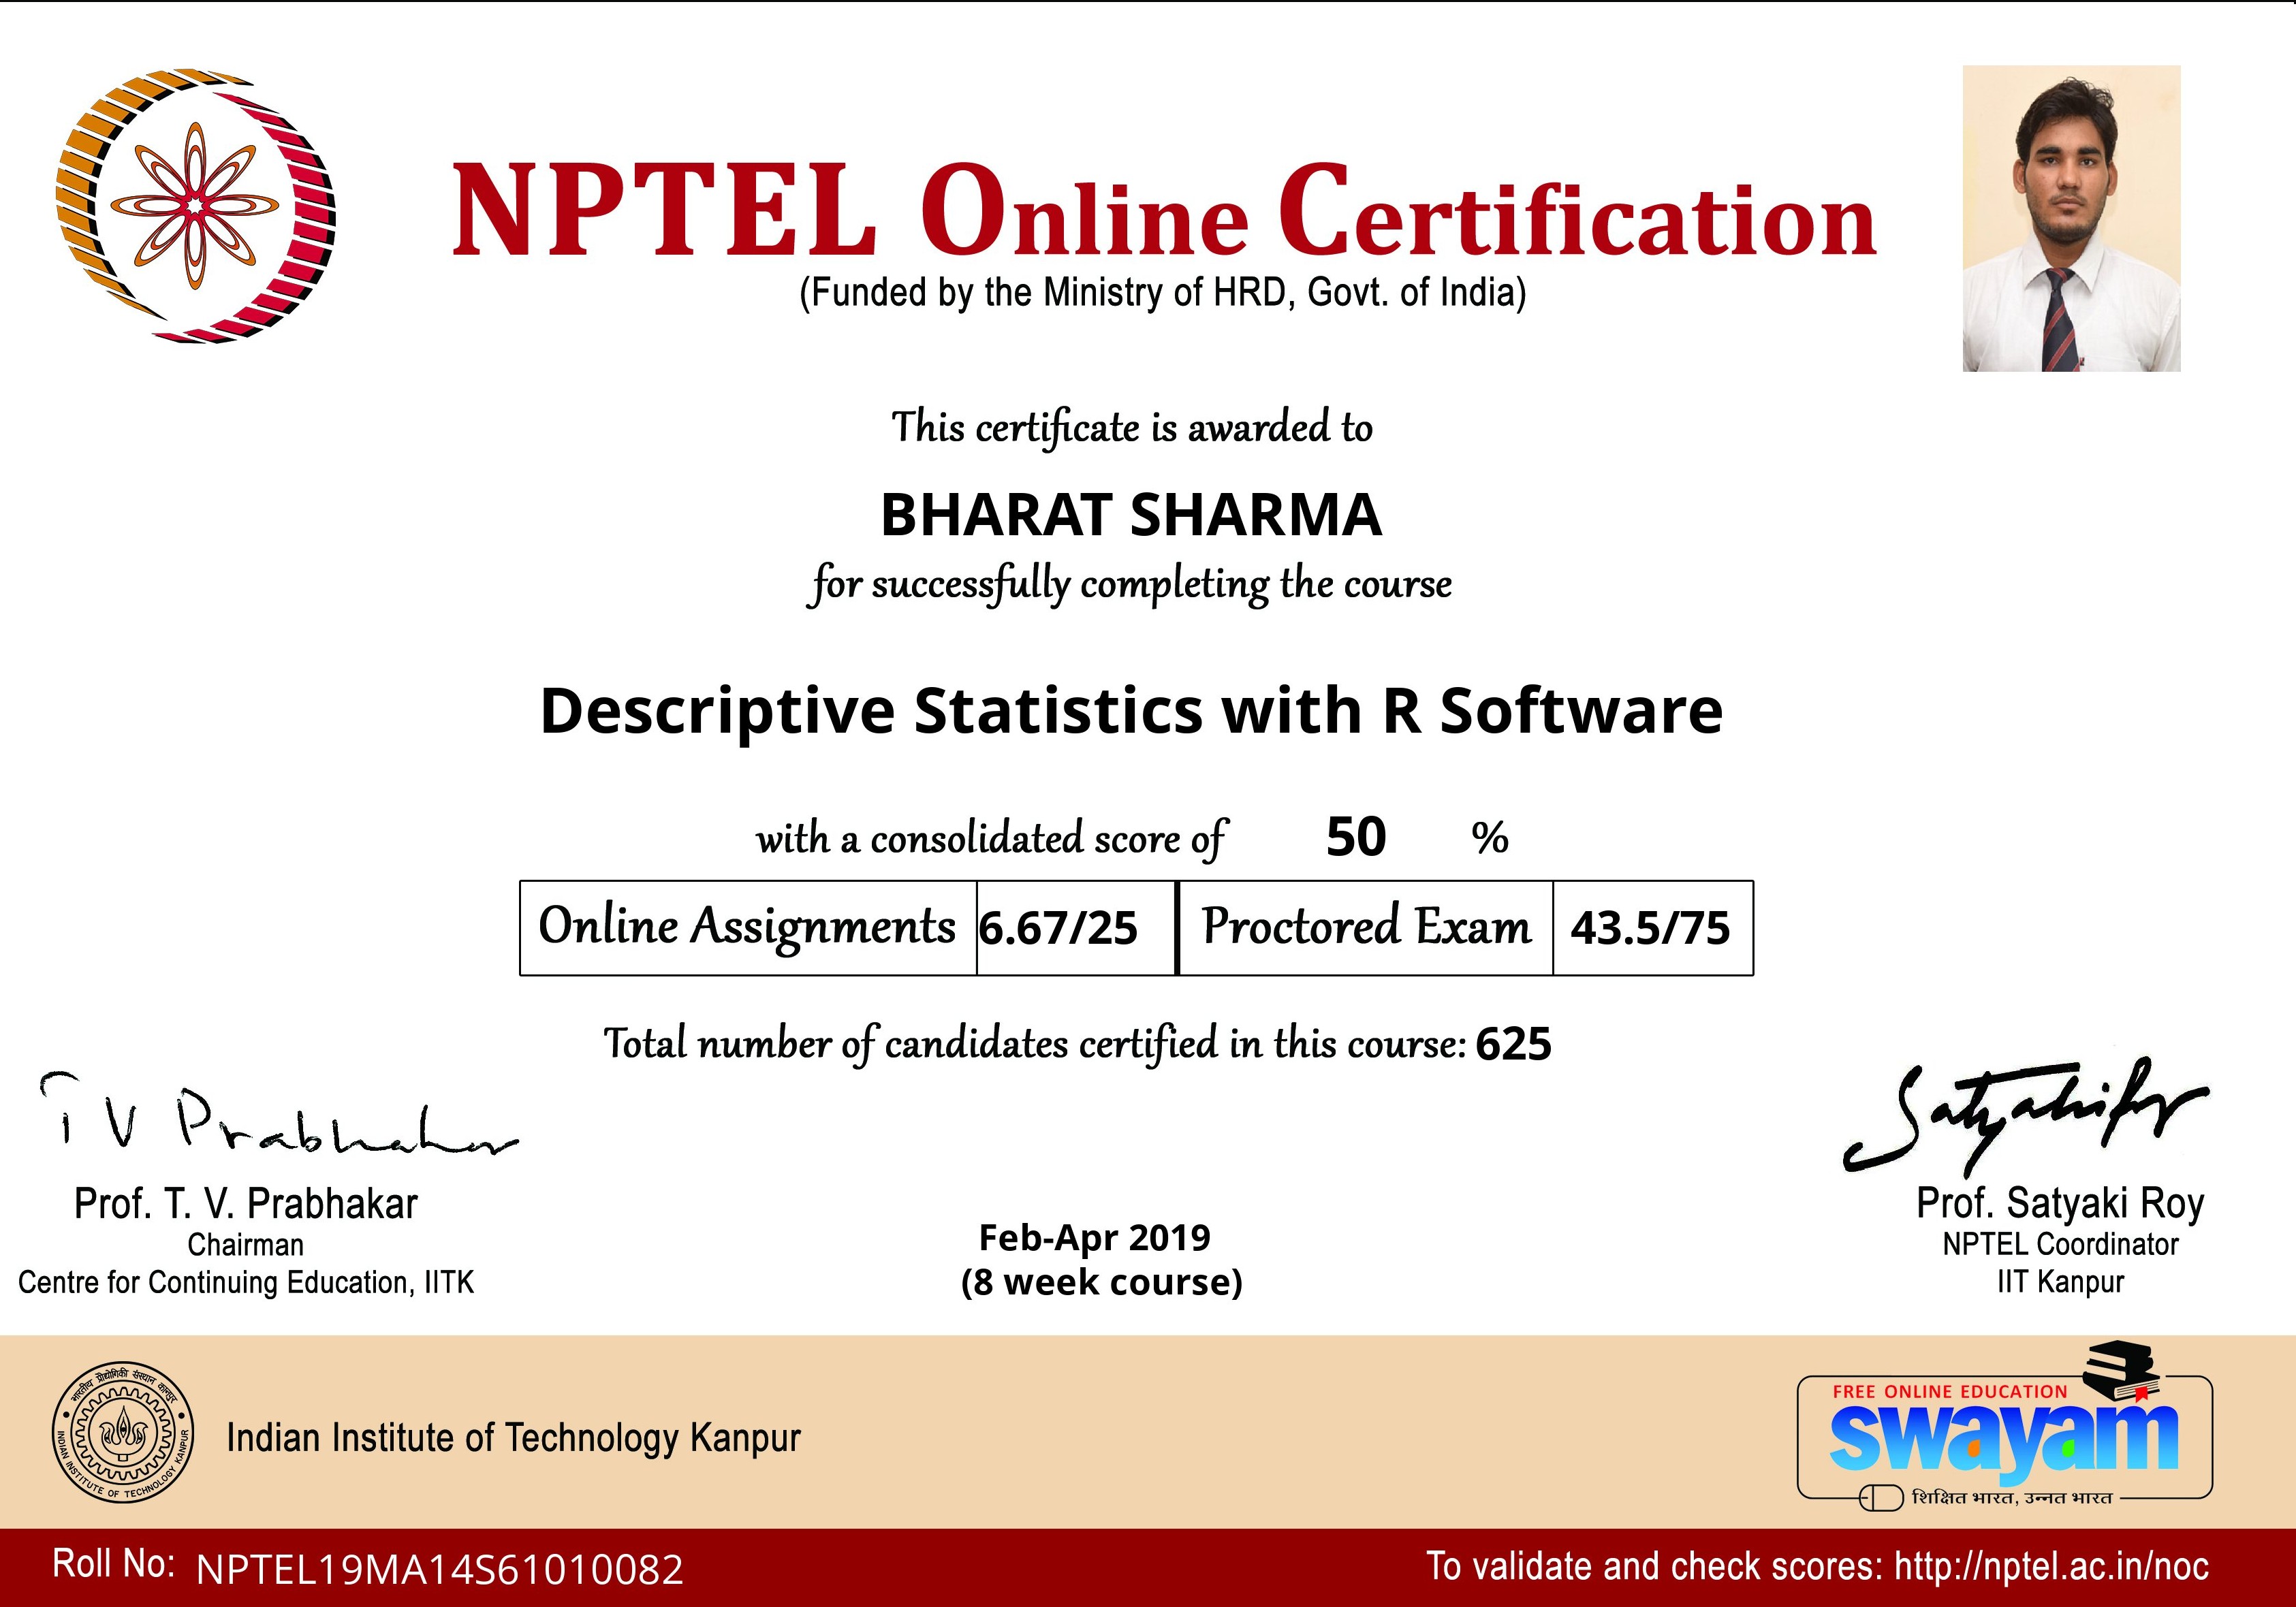 NPTEL Online Certification
(Funded by the Ministry of HRD, Govt. of India)
This certificate is awarded to
BHARAT SHARMA
for successfully completing the course
Descriptive Statistics with R Software
with a consolidated score of 50 %
Online Assignments 6.67/25 Proctored Exam 43.5/75
Total number of candidates certified in this course: 625
T V Prabhakar
Prof. T. V. Prabhakar
Chairman
Centre for Continuing Education, IITK
Feb-Apr 2019
(8 week course)
Prof. Satyaki Roy
NPTEL Coordinator
IIT Kanpur
भारतीय प्रौद्योगिकी संस्थान कानपुर
INDIAN INSTITUTE OF TECHNOLOGY KANPUR
Indian Institute of Technology Kanpur
FREE ONLINE EDUCATION
swayam
शिक्षित भारत, उन्नत भारत
Roll No: NPTEL19MA14S61010082
To validate and check scores: http://nptel.ac.in/noc